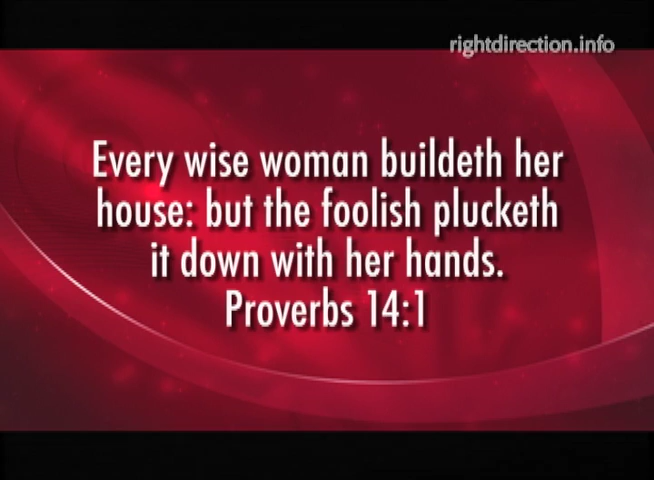 rightdirection.info
Every wise woman buildeth her
house: but the foolish plucketh
it down with her hands.
Proverbs 14:1